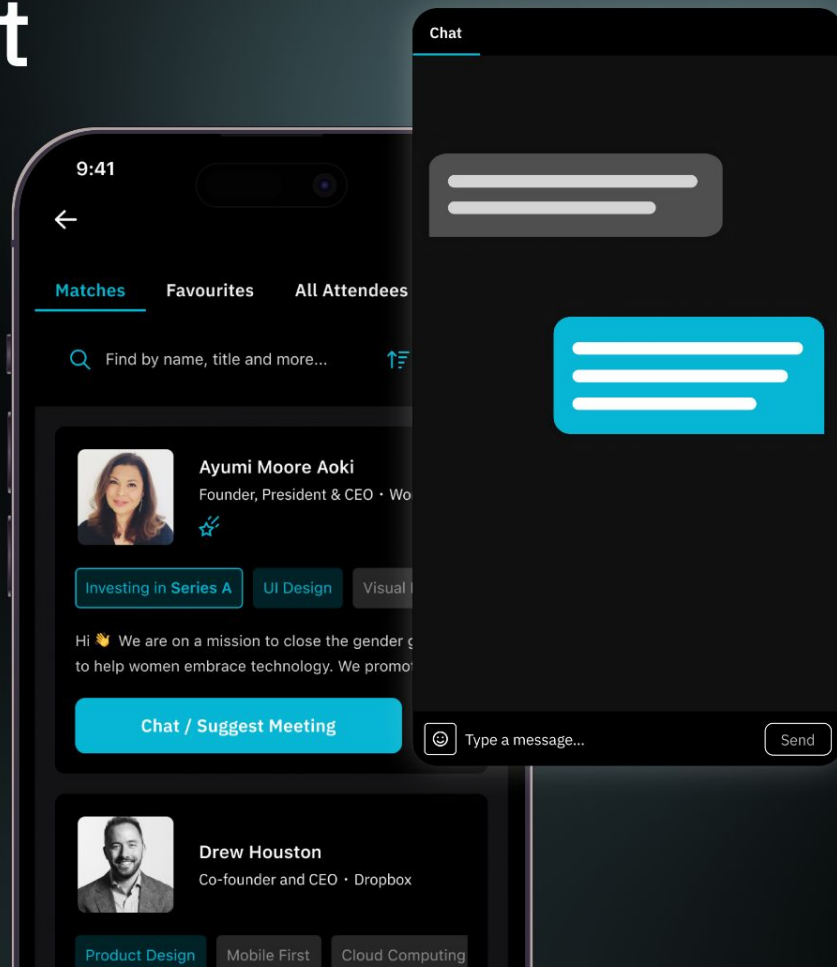 t
9:41
Matches Favourites All Attendees
Find by name, title and more...
Ayumi Moore Aoki
Founder, President & CEO · Wo
Investing in Series A UI Design Visual
Hi 👋 We are on a mission to close the gender
to help women embrace technology. We promo
Chat / Suggest Meeting
Drew Houston
Co-founder and CEO · Dropbox
Product Design Mobile First Cloud Computing
Chat
Type a message... Send